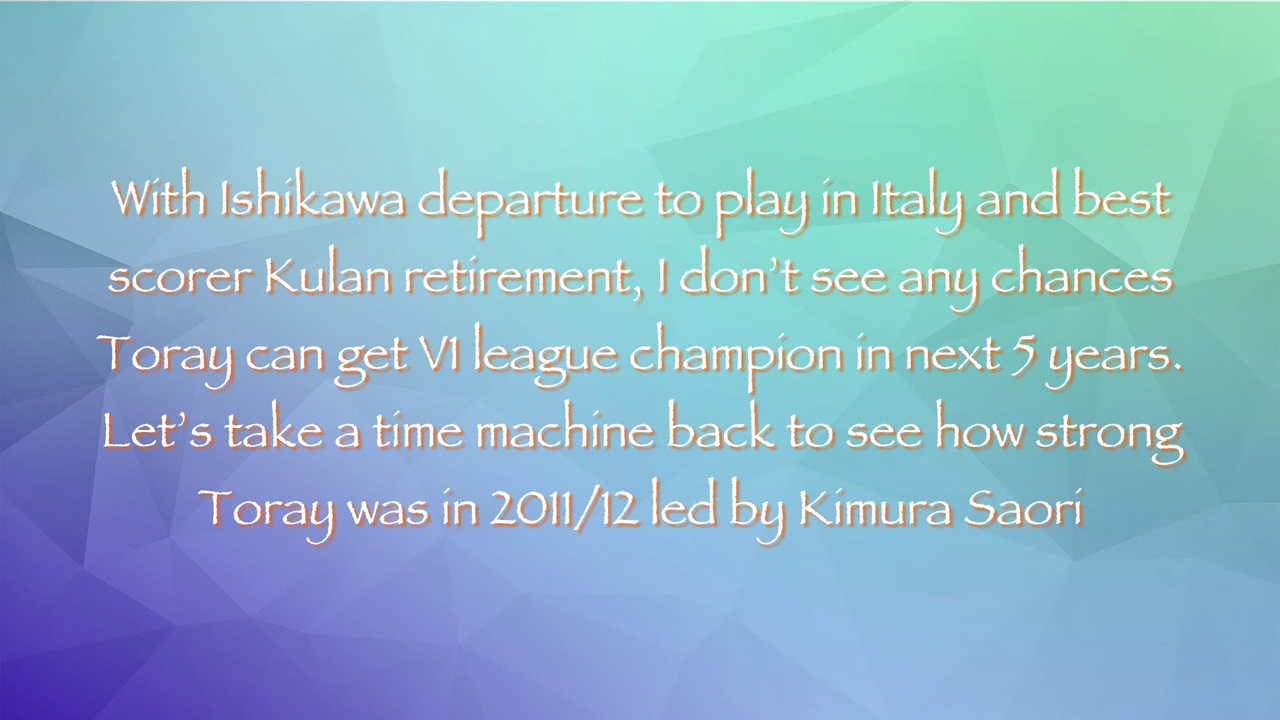 With Ishikawa departure to play in Italy and best
scorer Kulan retirement, I don't see any chances
Toray can get V1 league champion in next 5 years.
Let's take a time machine back to see how strong
Toray was in 2011/12 led by Kimura Saori